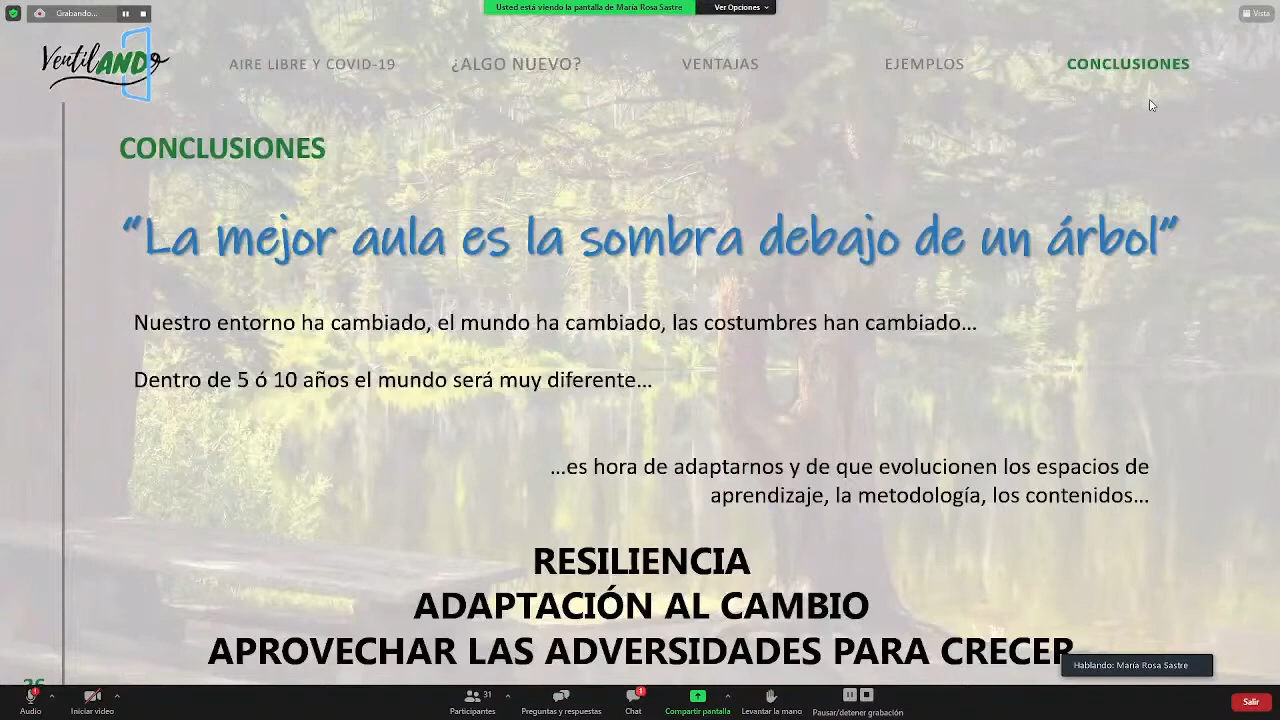 Grabando...
Usted está viendo la pantalla de María Rosa Sastre
Ver Opciones
Vista
VentilANDo
AIRE LIBRE Y COVID-19
¿ALGO NUEVO?
VENTAJAS
EJEMPLOS
CONCLUSIONES
CONCLUSIONES
“La mejor aula es la sombra debajo de un árbol”
Nuestro entorno ha cambiado, el mundo ha cambiado, las costumbres han cambiado...
Dentro de 5 ó 10 años el mundo será muy diferente...
...es hora de adaptarnos y de que evolucionen los espacios de
aprendizaje, la metodología, los contenidos...
RESILIENCIA
ADAPTACIÓN AL CAMBIO
APROVECHAR LAS ADVERSIDADES PARA CRECER
Hablando: María Rosa Sastre
Audio
Iniciar video
31
Participantes
Preguntas y respuestas
1
Chat
Compartir pantalla
Levantar la mano
Pausar/detener grabación
Salir